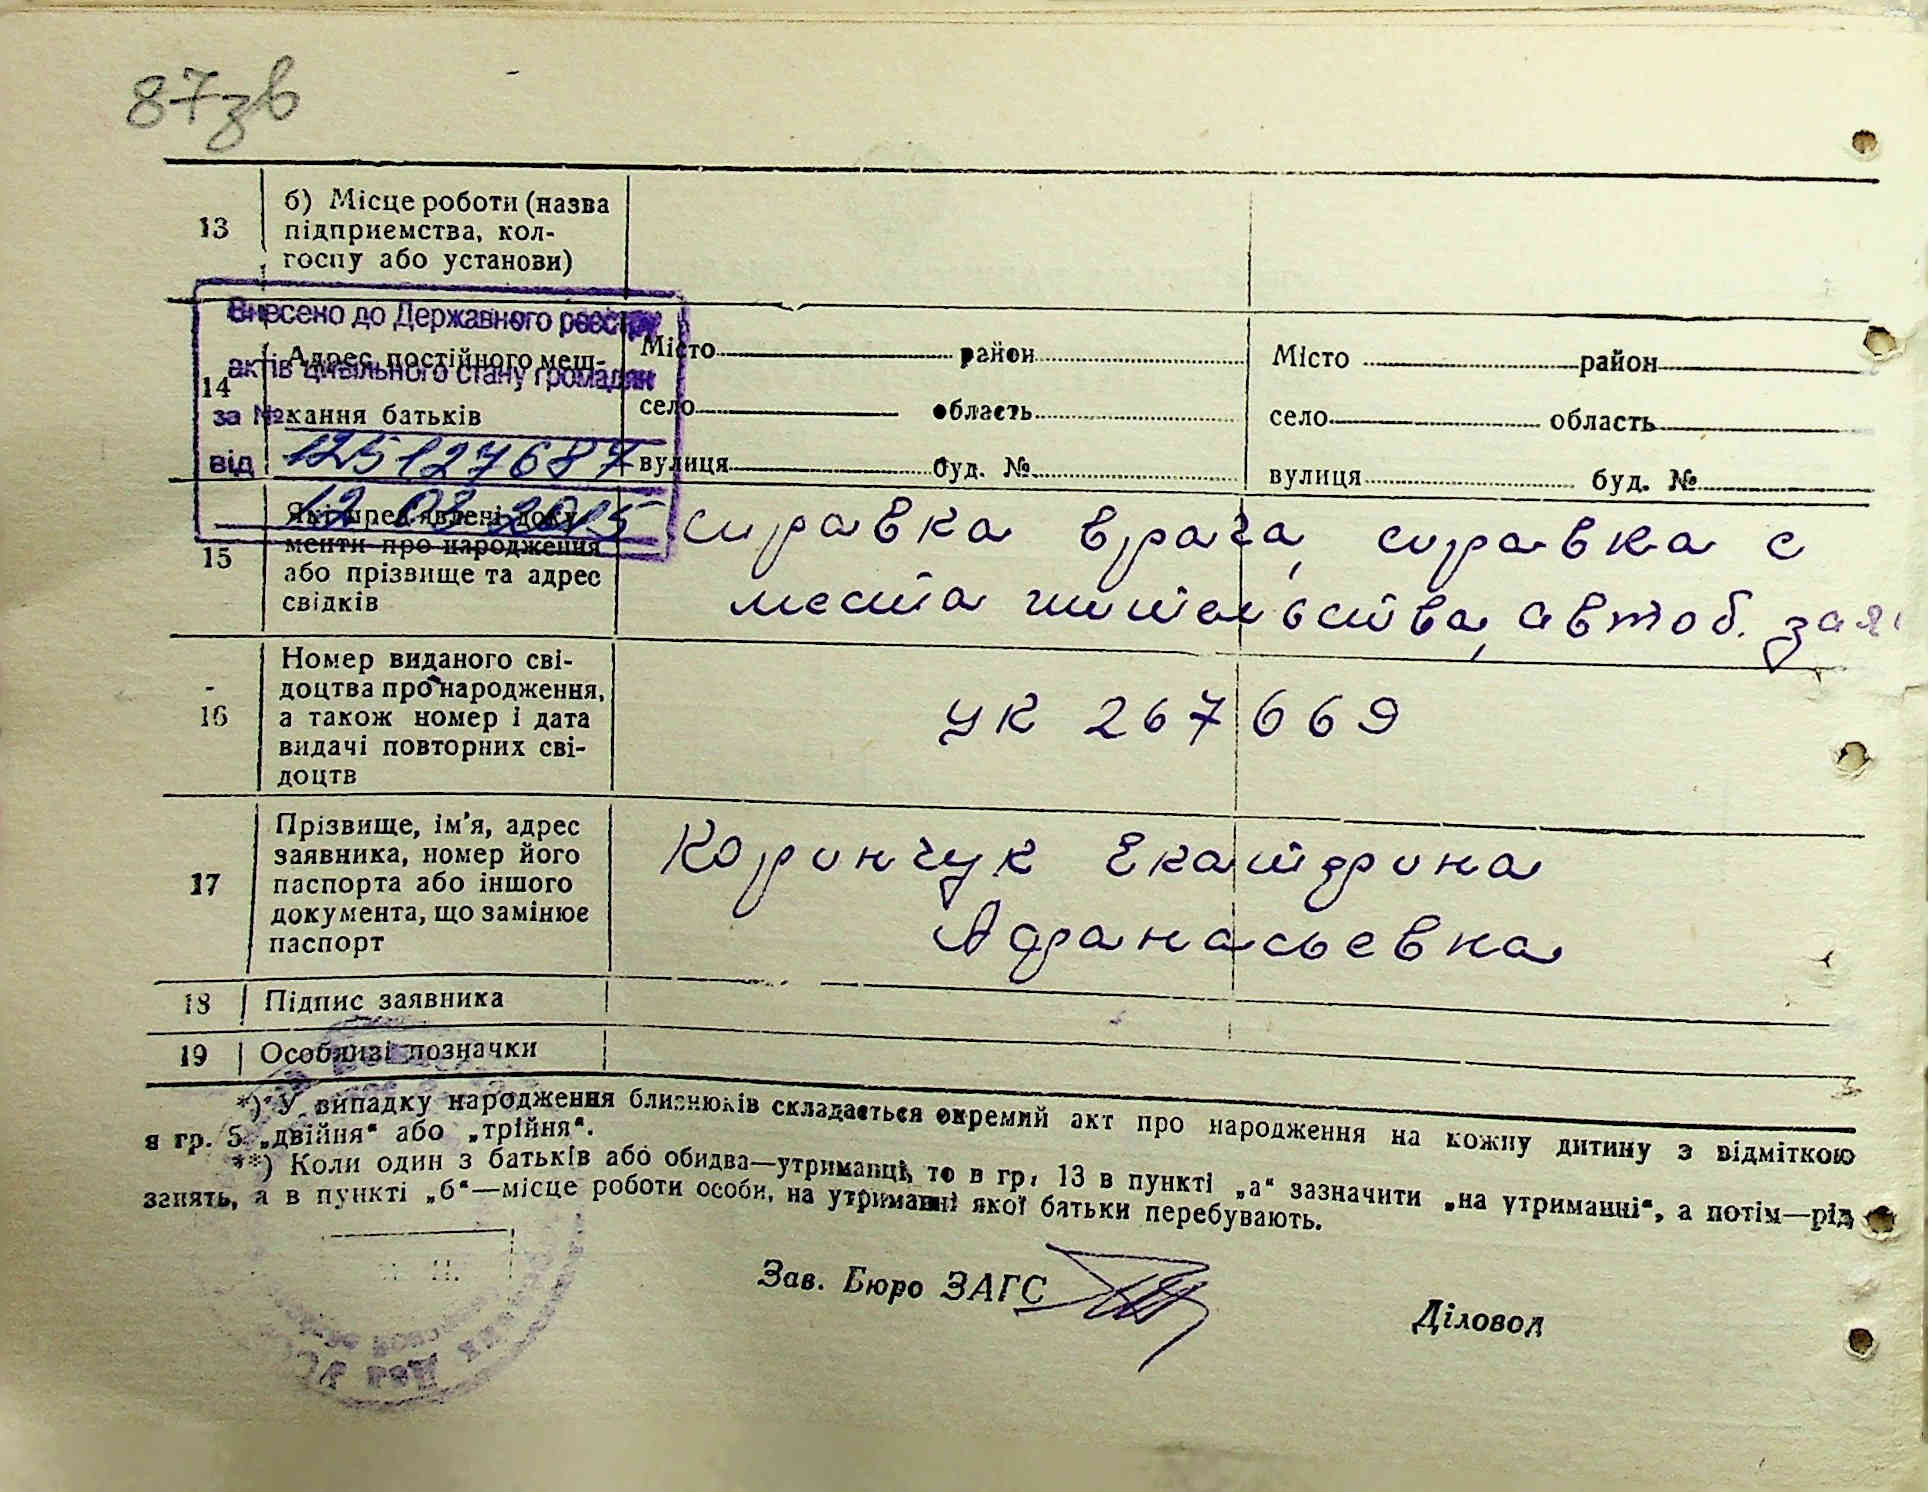 87зв
13
б) Місце роботи (назва
підприємства, кол-
госпу або установи)
Внесено до Державного реєстру
актів цивільного стану громадян
за №
125127687
від
12 08 2015
14
Адрес постійного меш-
кання батьків
Місто район
село область
вулиця буд. №
Місто район
село область
вулиця буд. №
15
Які пред'явлені доку-
менти про народження
або прізвище та адрес
свідків
справка врача, справка с
места жительства, автоб. заяв
16
Номер виданого сві-
доцтва про народження,
а також номер і дата
видачі повторних сві-
доцтв
УК 267669
17
Прізвище, ім'я, адрес
заявника, номер його
паспорта або іншого
документа, що замінює
паспорт
Коринчук Екатерина
Афанасьевна
18 Підпис заявника
19 Особливі позначки
*) У випадку народження близнюків складається окремий акт про народження на кожну дитину з відміткою
в гр. 5 „двійня“ або „трійня“.
**) Коли один з батьків або обидва—утриманці, то в гр. 13 в пункті „а“ зазначити „на утриманні“, а потім—рід
занять, а в пункті „б“—місце роботи особи, на утриманні якої батьки перебувають.
Зав. Бюро ЗАГС
Діловод